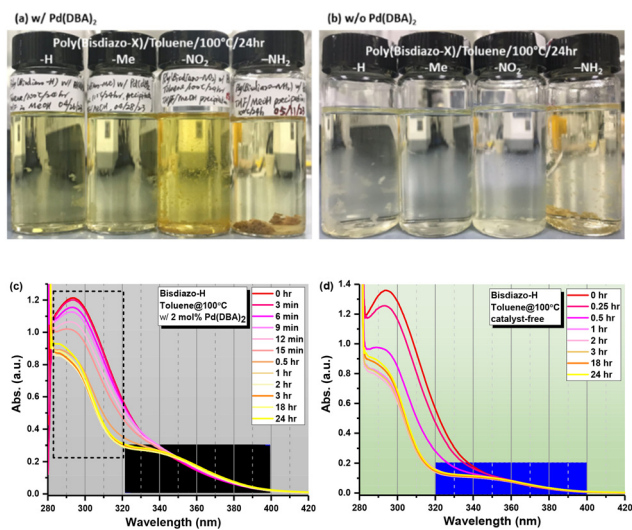 (a) w/ Pd(DBA)₂
Poly(Bisdiazo-X)/Toluene/100°C/24hr
-H -Me -NO₂ –NH₂
(b) w/o Pd(DBA)₂
Poly(Bisdiazo-X)/Toluene/100°C/24hr
-H -Me -NO₂ –NH₂
(c)
Bisdiazo-H
Toluene@100°C
w/ 2 mol% Pd(DBA)₂
0 hr
3 min
6 min
9 min
12 min
15 min
0.5 hr
1 hr
2 hr
3 hr
18 hr
24 hr
Abs. (a.u.)
1.2
1.0
0.8
0.6
0.4
0.2
0.0
280 300 320 340 360 380 400 420
Wavelength (nm)
(d)
Bisdiazo-H
Toluene@100°C
catalyst-free
0 hr
0.25 hr
0.5 hr
1 hr
2 hr
3 hr
18 hr
24 hr
Abs. (a.u.)
1.4
1.2
1.0
0.8
0.6
0.4
0.2
0.0
280 300 320 340 360 380 400 420
Wavelength (nm)